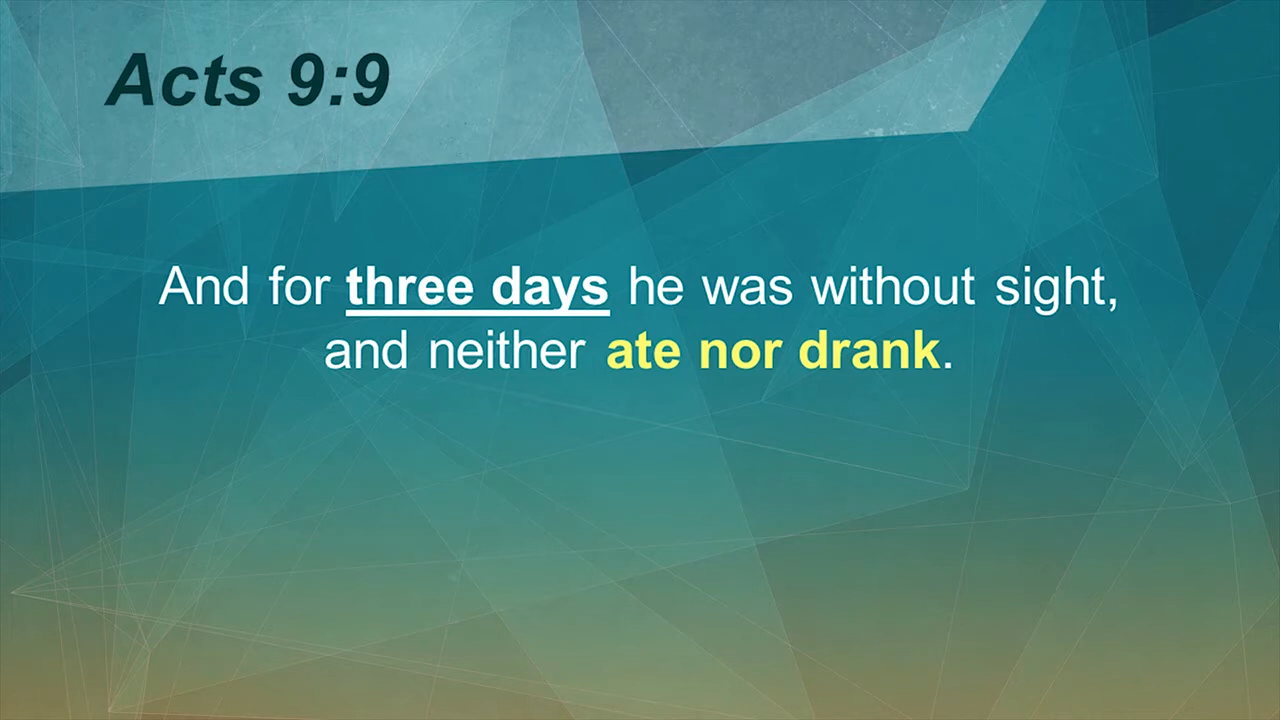 Acts 9:9
And for three days he was without sight,
and neither ate nor drank.